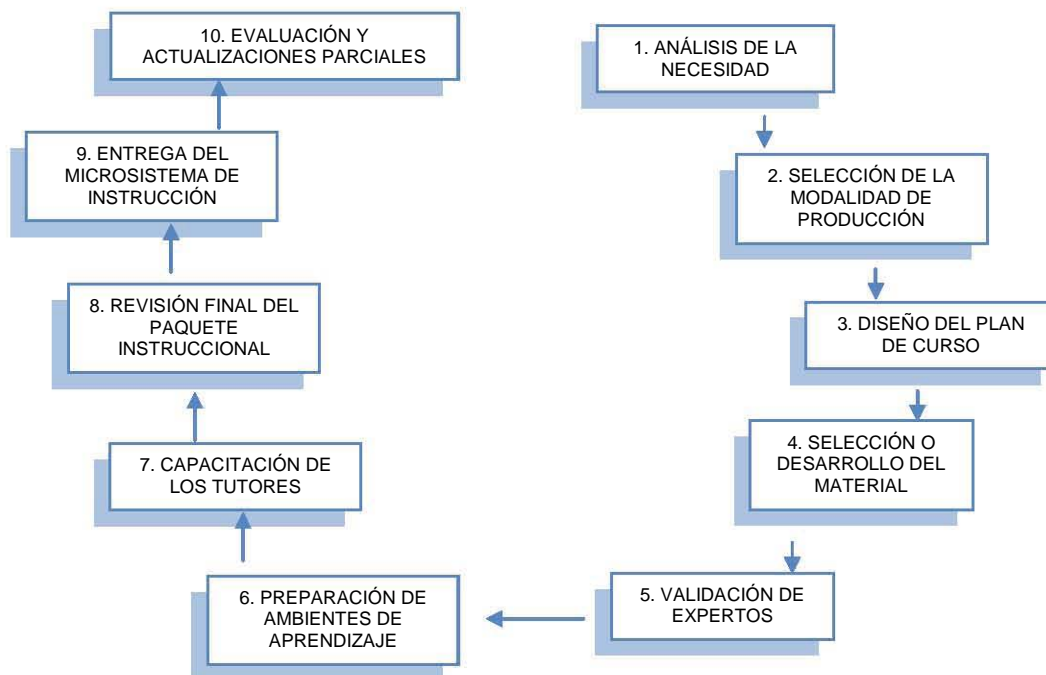 1. ANÁLISIS DE LA
NECESIDAD
2. SELECCIÓN DE LA
MODALIDAD DE
PRODUCCIÓN
3. DISEÑO DEL PLAN
DE CURSO
4. SELECCIÓN O
DESARROLLO DEL
MATERIAL
5. VALIDACIÓN DE
EXPERTOS
6. PREPARACIÓN DE
AMBIENTES DE
APRENDIZAJE
7. CAPACITACIÓN DE
LOS TUTORES
8. REVISIÓN FINAL DEL
PAQUETE
INSTRUCCIONAL
9. ENTREGA DEL
MICROSISTEMA DE
INSTRUCCIÓN
10. EVALUACIÓN Y
ACTUALIZACIONES PARCIALES